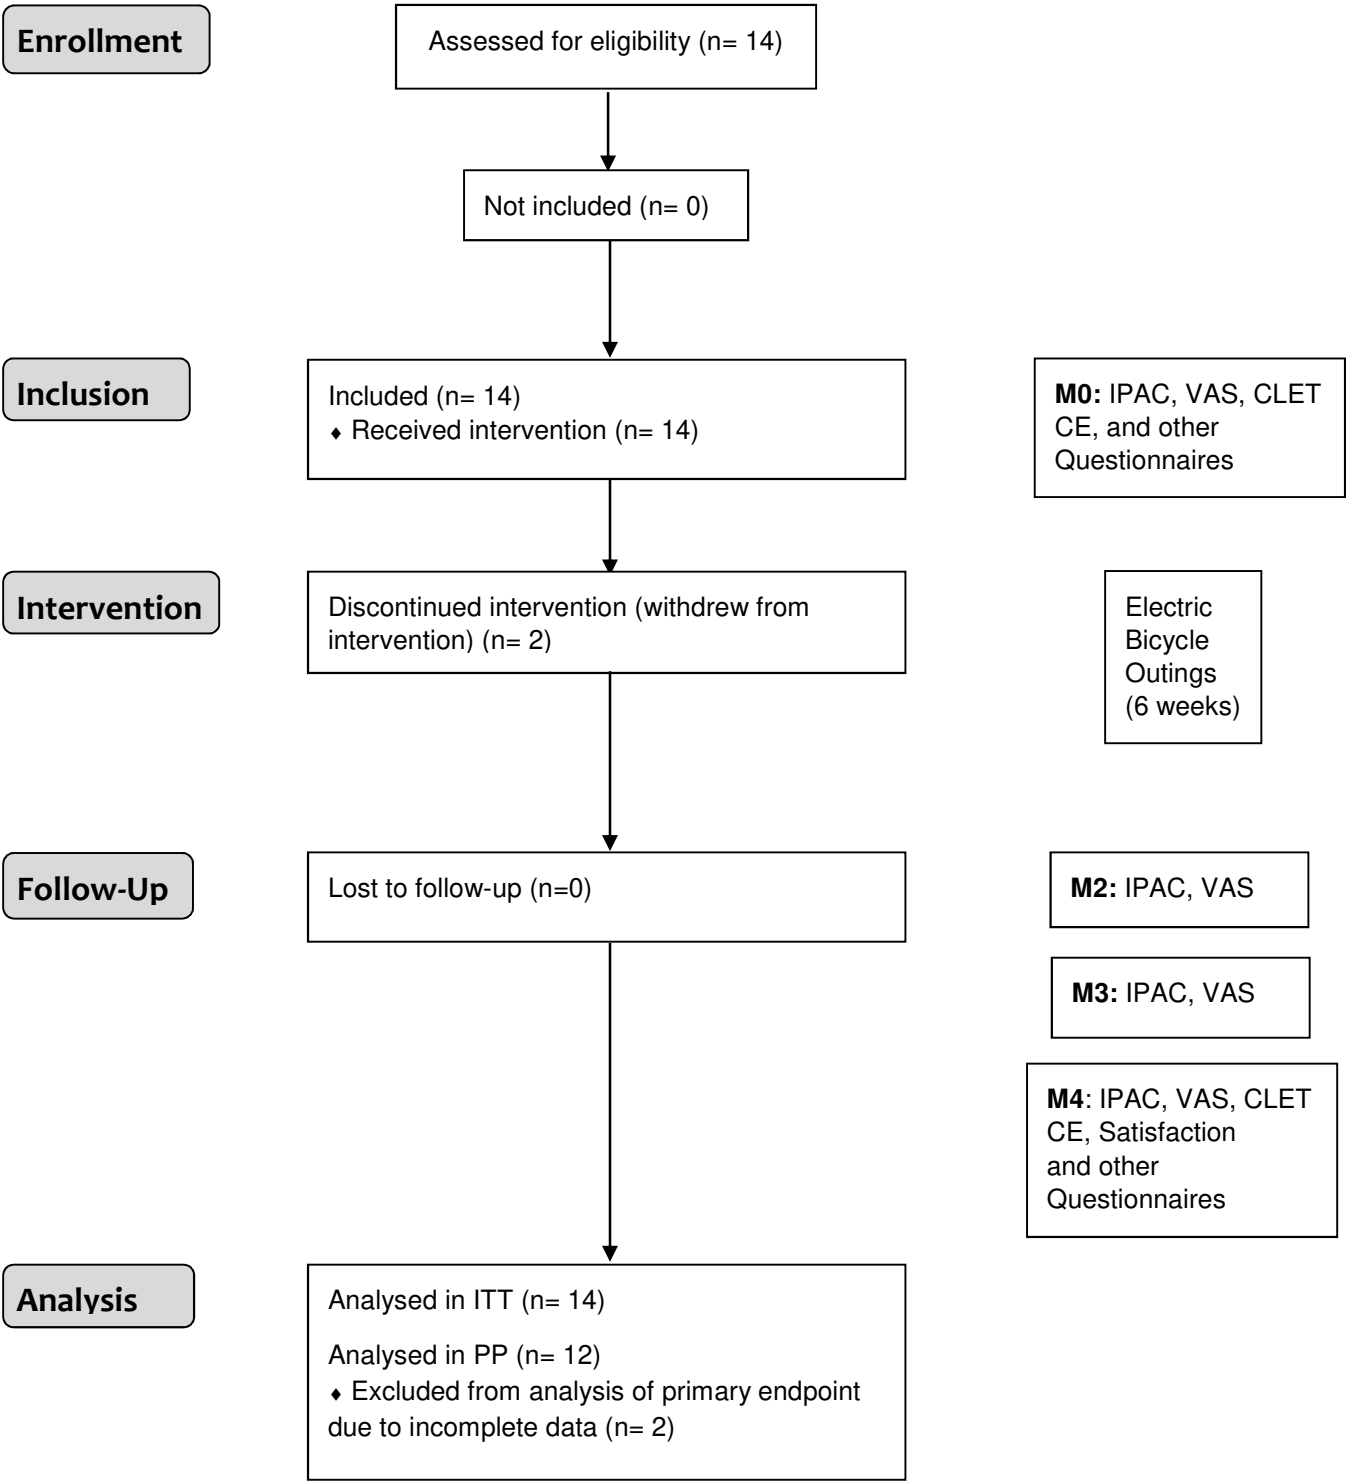 Enrollment
Assessed for eligibility (n= 14)
Not included (n= 0)
Inclusion
Included (n= 14)
♦ Received intervention (n= 14)
M0: IPAC, VAS, CLET
CE, and other
Questionnaires
Intervention
Discontinued intervention (withdrew from
intervention) (n= 2)
Electric
Bicycle
Outings
(6 weeks)
Follow-Up
Lost to follow-up (n=0)
M2: IPAC, VAS
M3: IPAC, VAS
M4: IPAC, VAS, CLET
CE, Satisfaction
and other
Questionnaires
Analysis
Analysed in ITT (n= 14)
Analysed in PP (n= 12)
♦ Excluded from analysis of primary endpoint
due to incomplete data (n= 2)